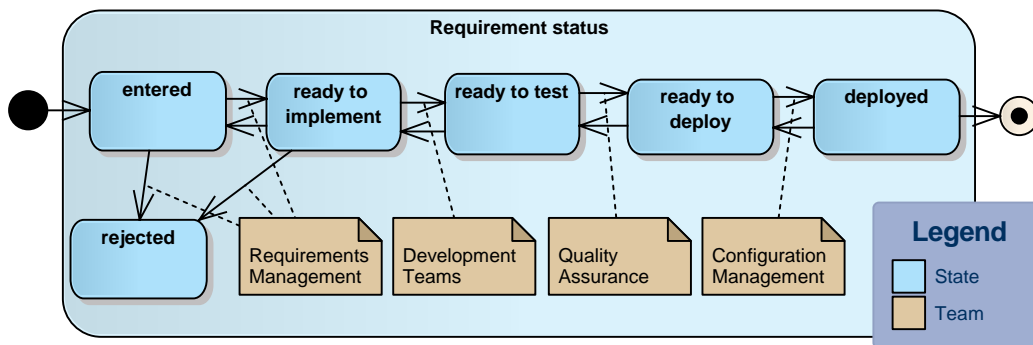 Requirement status
entered
ready to
implement
ready to test
ready to
deploy
deployed
rejected
Requirements
Management
Development
Teams
Quality
Assurance
Configuration
Management
Legend
State
Team